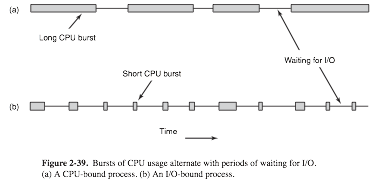 (a)
Long CPU burst
Waiting for I/O
Short CPU burst
(b)
Time
Figure 2-39. Bursts of CPU usage alternate with periods of waiting for I/O.
(a) A CPU-bound process. (b) An I/O-bound process.